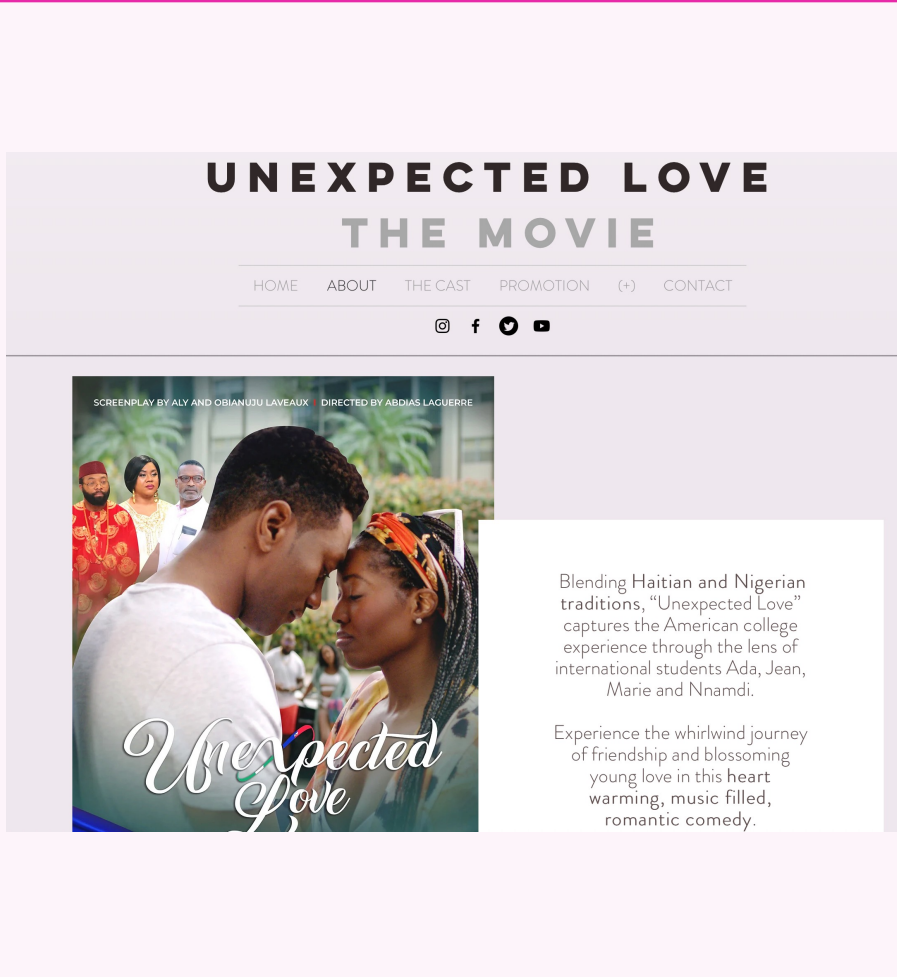 UNEXPECTED LOVE
THE MOVIE
HOME ABOUT THE CAST PROMOTION (+) CONTACT
SCREENPLAY BY ALY AND OBIANUJU LAVEAUX | DIRECTED BY ABDIAS LAGUERRE
Unexpected
Love
Blending Haitian and Nigerian
traditions, “Unexpected Love”
captures the American college
experience through the lens of
international students Ada, Jean,
Marie and Nnamdi.
Experience the whirlwind journey
of friendship and blossoming
young love in this heart
warming, music filled,
romantic comedy.